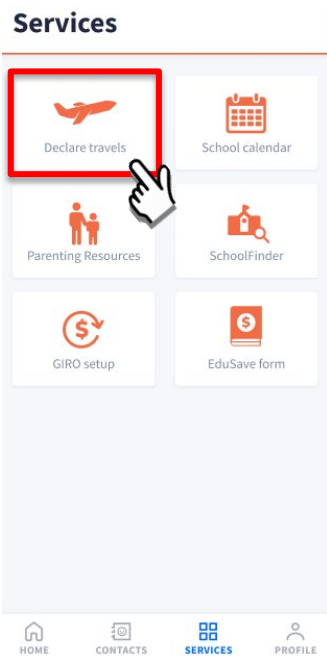 Services
Declare travels
School calendar
Parenting Resources
SchoolFinder
$
GIRO setup
$
EduSave form
HOME
CONTACTS
SERVICES
PROFILE